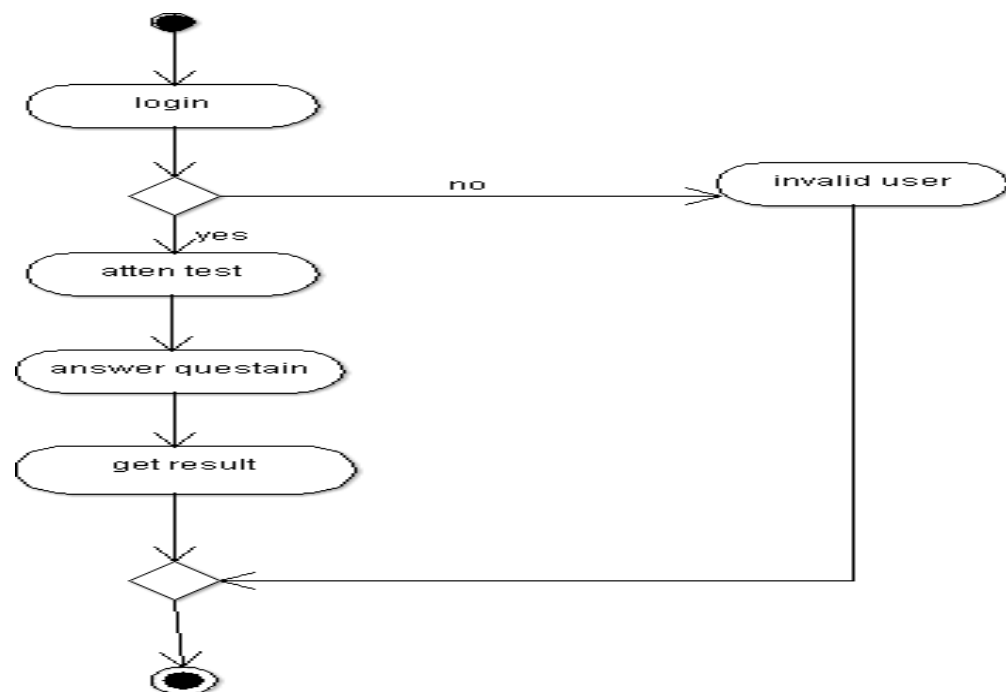 login
no
invalid user
yes
atten test
answer questain
get result